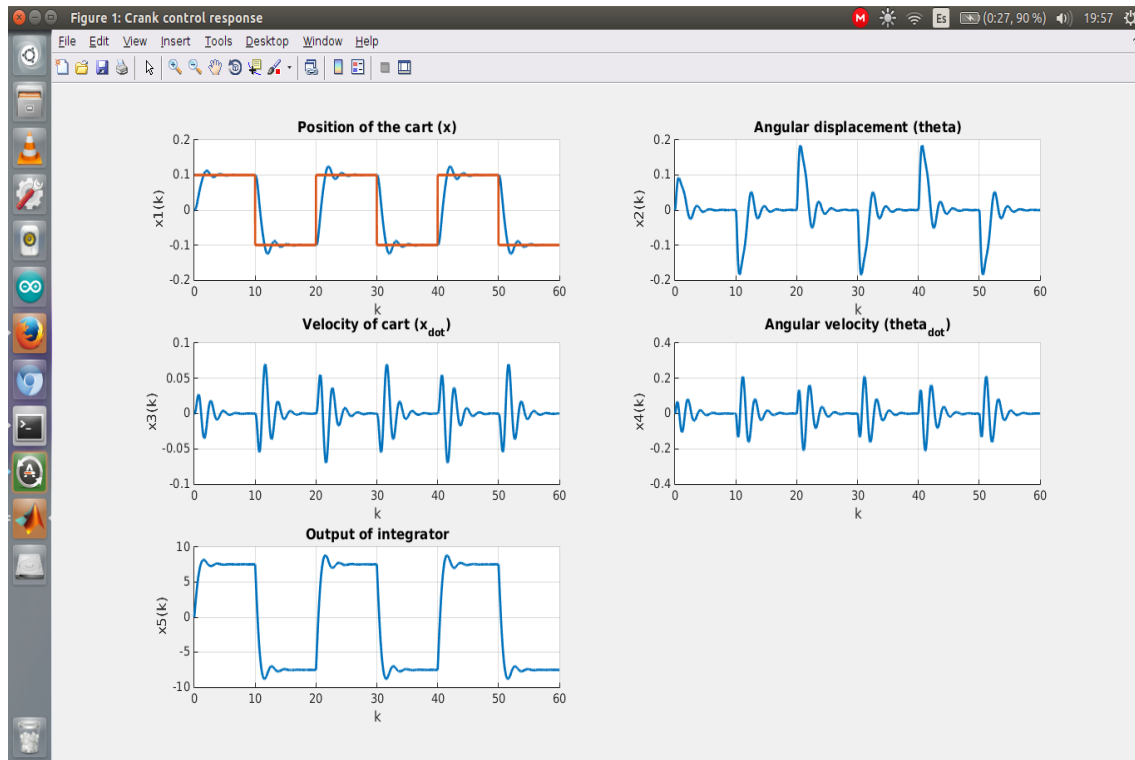 Figure 1: Crank control response
M Es (0:27, 90 %) 19:57
File Edit View Insert Tools Desktop Window Help
Position of the cart (x)
0.2
0.1
0
-0.1
-0.2
x1(k)
0 10 20 30 40 50 60
k
Angular displacement (theta)
0.2
0.1
0
-0.1
-0.2
x2(k)
0 10 20 30 40 50 60
k
Velocity of cart (x_dot)
0.1
0.05
0
-0.05
-0.1
x3(k)
0 10 20 30 40 50 60
k
Angular velocity (theta_dot)
0.4
0.2
0
-0.2
-0.4
x4(k)
0 10 20 30 40 50 60
k
Output of integrator
10
5
0
-5
-10
x5(k)
0 10 20 30 40 50 60
k